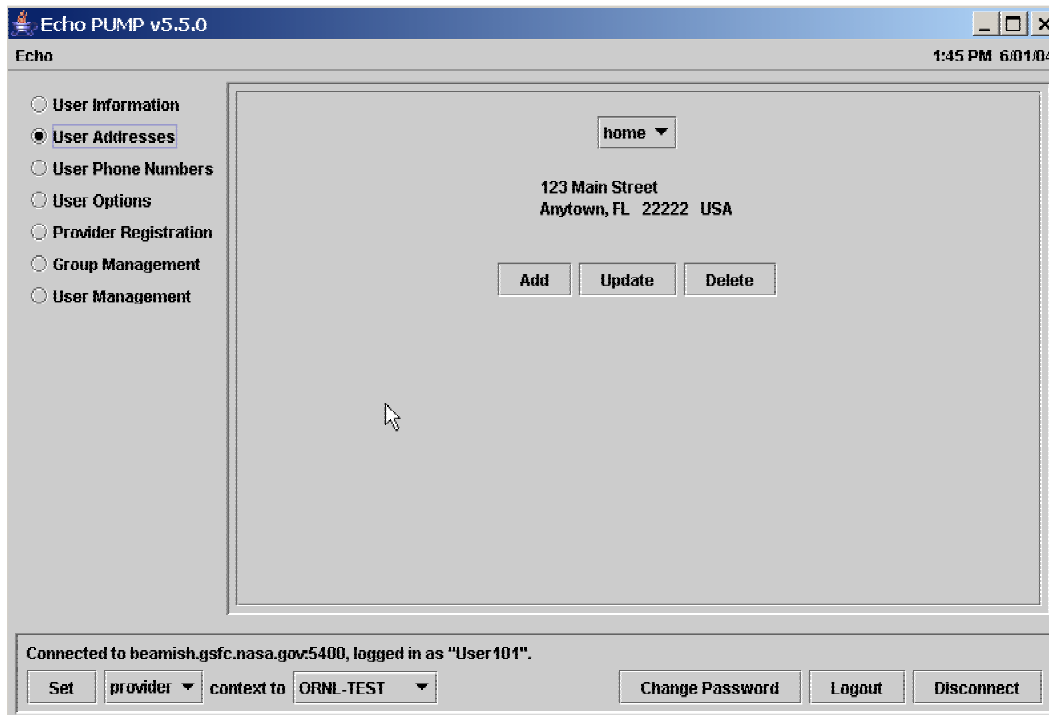 Echo PUMP v5.5.0
Echo 1:45 PM 6/01/04
User Information
User Addresses
User Phone Numbers
User Options
Provider Registration
Group Management
User Management
home
123 Main Street
Anytown, FL 22222 USA
Add Update Delete
Connected to beamish.gsfc.nasa.gov:5400, logged in as "User101".
Set provider context to ORNL-TEST Change Password Logout Disconnect